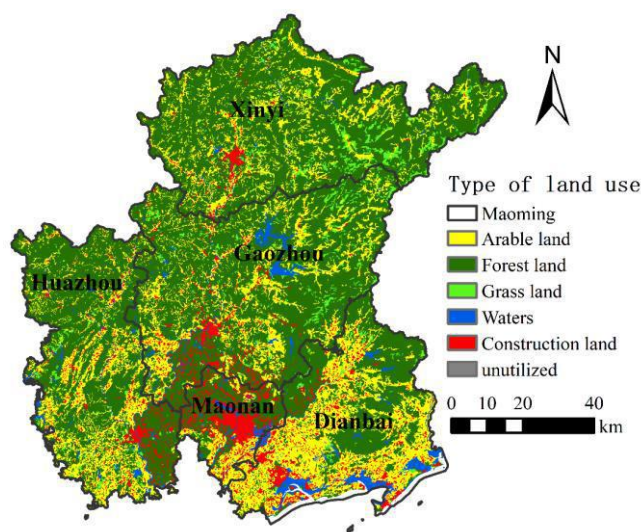 N
Xinyi
Gaozhou
Huazhou
Maonan
Dianbai
Type of land use
Maoming
Arable land
Forest land
Grass land
Waters
Construction land
unutilized
0 10 20 40
km